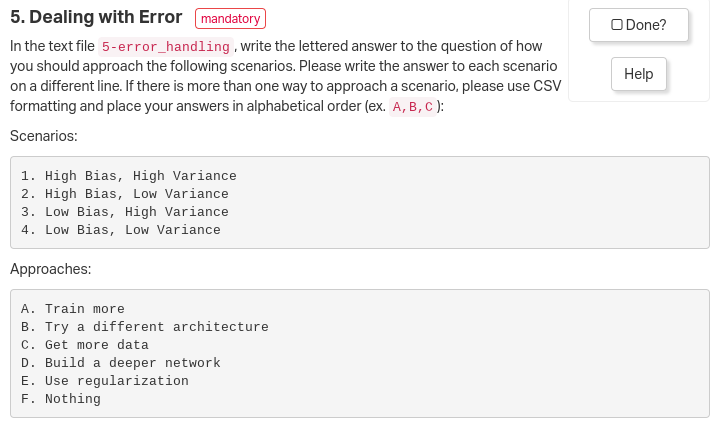 5. Dealing with Error mandatory
☐ Done?
In the text file 5-error_handling , write the lettered answer to the question of how
you should approach the following scenarios. Please write the answer to each scenario
on a different line. If there is more than one way to approach a scenario, please use CSV
formatting and place your answers in alphabetical order (ex. A,B,C ):
Help
Scenarios:
1. High Bias, High Variance
2. High Bias, Low Variance
3. Low Bias, High Variance
4. Low Bias, Low Variance
Approaches:
A. Train more
B. Try a different architecture
C. Get more data
D. Build a deeper network
E. Use regularization
F. Nothing